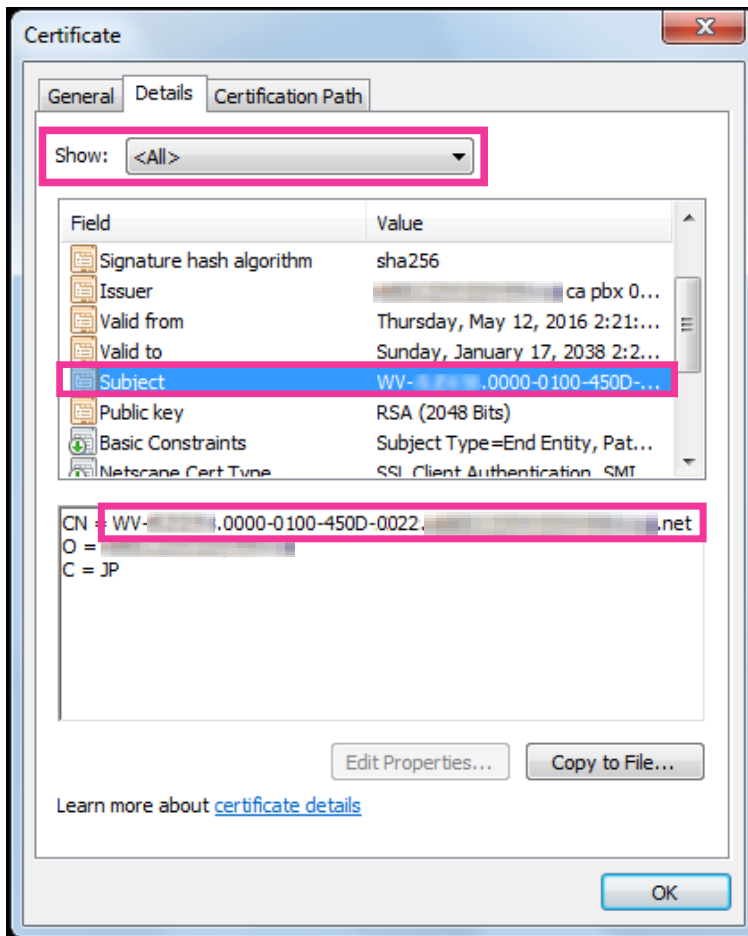 Certificate
General Details Certification Path
Show: <All>
Field Value
Signature hash algorithm sha256
Issuer ca pbx 0...
Valid from Thursday, May 12, 2016 2:21:...
Valid to Sunday, January 17, 2038 2:2...
Subject WV- .0000-0100-450D-...
Public key RSA (2048 Bits)
Basic Constraints Subject Type=End Entity, Pat...
Netscape Cert Type SSL Client Authentication, SMI
CN = WV- .0000-0100-450D-0022. .net
O =
C = JP
Edit Properties... Copy to File...
Learn more about certificate details
OK